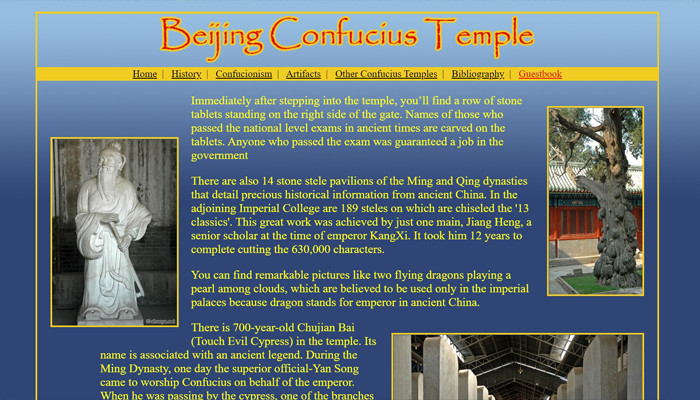 Beijing Confucius Temple
Home | History | Confucionism | Artifacts | Other Confucius Temples | Bibliography | Guestbook
Immediately after stepping into the temple, you'll find a row of stone
tablets standing on the right side of the gate. Names of those who
passed the national level exams in ancient times are carved on the
tablets. Anyone who passed the exam was guaranteed a job in the
government
There are also 14 stone stele pavilions of the Ming and Qing dynasties
that detail precious historical information from ancient China. In the
adjoining Imperial College are 189 steles on which are chiseled the '13
classics'. This great work was achieved by just one main, Jiang Heng, a
senior scholar at the time of emperor KangXi. It took him 12 years to
complete cutting the 630,000 characters.
You can find remarkable pictures like two flying dragons playing a
pearl among clouds, which are believed to be used only in the imperial
palaces because dragon stands for emperor in ancient China.
There is 700-year-old Chujian Bai
(Touch Evil Cypress) in the temple. Its
name is associated with an ancient legend. During the
Ming Dynasty, one day the superior official-Yan Song
came to worship Confucius on behalf of the emperor.
When he was passing by the cypress, one of the branches